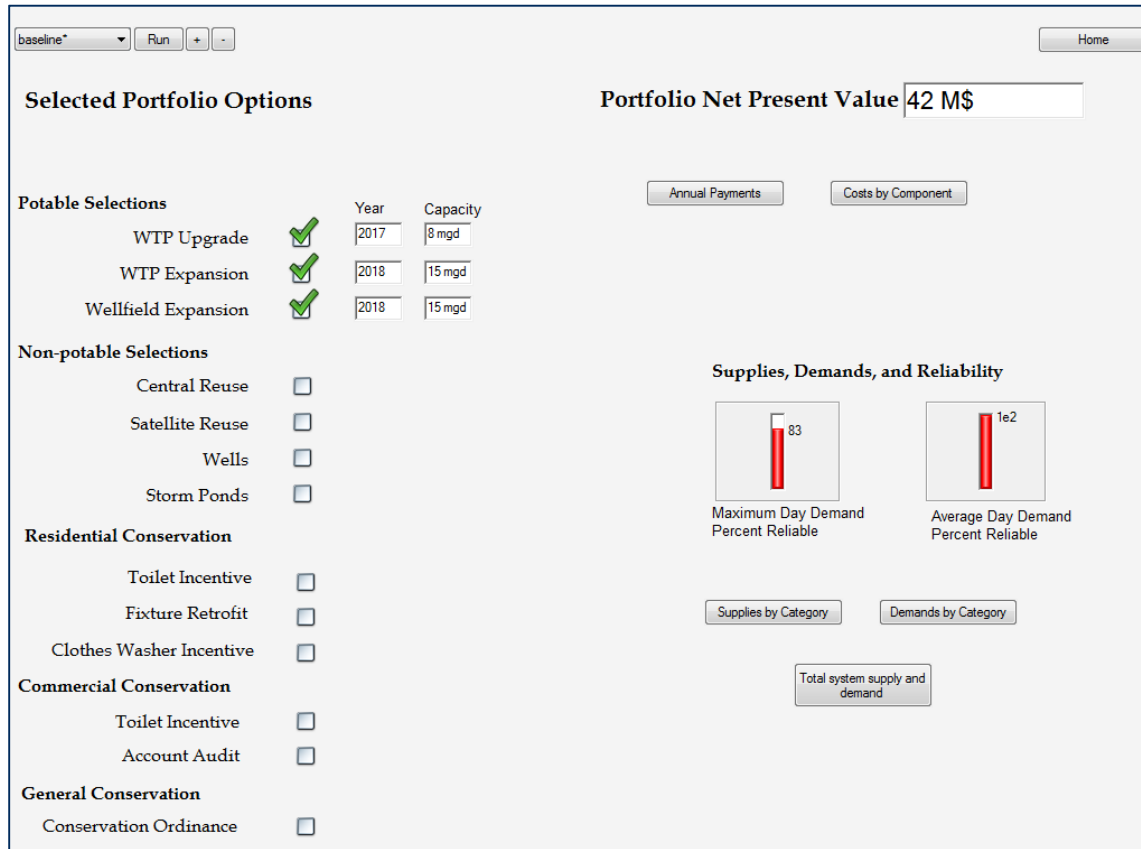 baseline* Run + - Home
Selected Portfolio Options
Portfolio Net Present Value 42 M$
Annual Payments Costs by Component
Potable Selections
Year Capacity
WTP Upgrade 2017 8 mgd
WTP Expansion 2018 15 mgd
Wellfield Expansion 2018 15 mgd
Non-potable Selections
Central Reuse
Satellite Reuse
Wells
Storm Ponds
Residential Conservation
Toilet Incentive
Fixture Retrofit
Clothes Washer Incentive
Commercial Conservation
Toilet Incentive
Account Audit
General Conservation
Conservation Ordinance
Supplies, Demands, and Reliability
83
Maximum Day Demand
Percent Reliable
1e2
Average Day Demand
Percent Reliable
Supplies by Category Demands by Category
Total system supply and
demand